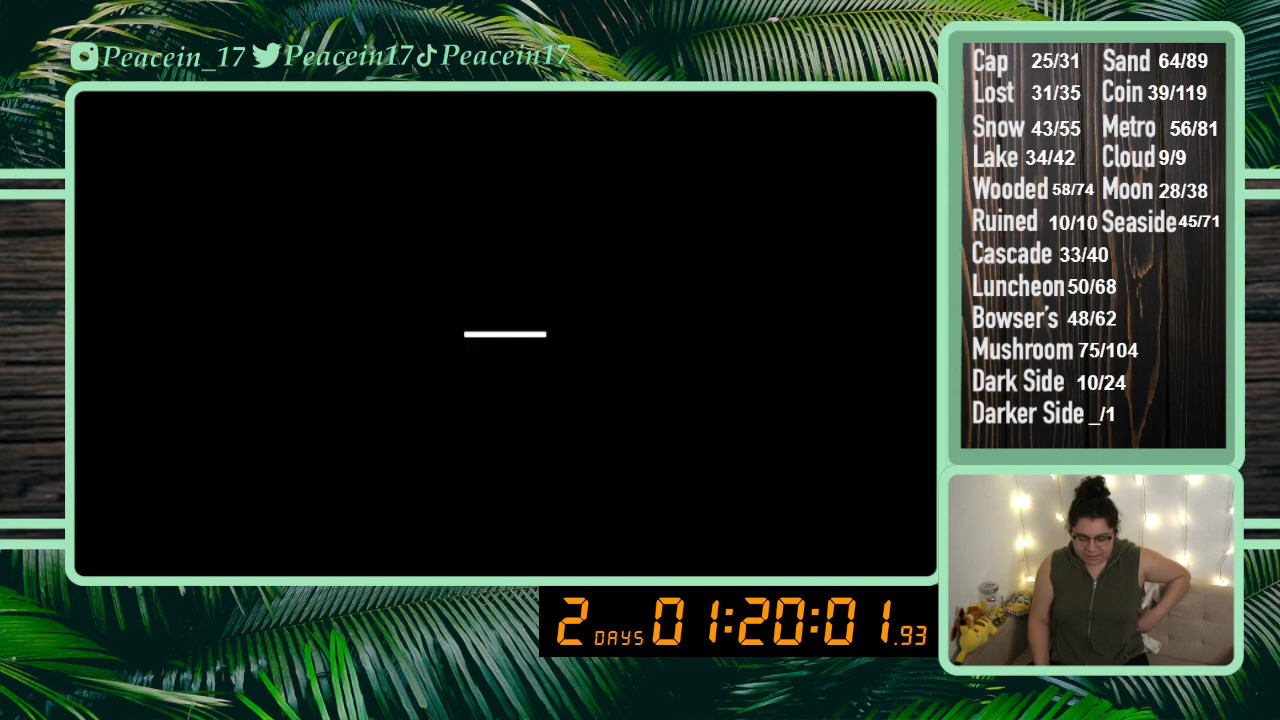 Peacein_17 Peacein17 Peacein17
Cap 25/31 Sand 64/89
Lost 31/35 Coin 39/119
Snow 43/55 Metro 56/81
Lake 34/42 Cloud 9/9
Wooded 58/74 Moon 28/38
Ruined 10/10 Seaside 45/71
Cascade 33/40
Luncheon 50/68
Bowser's 48/62
Mushroom 75/104
Dark Side 10/24
Darker Side _/1
2 DAYS 01:20:01.93